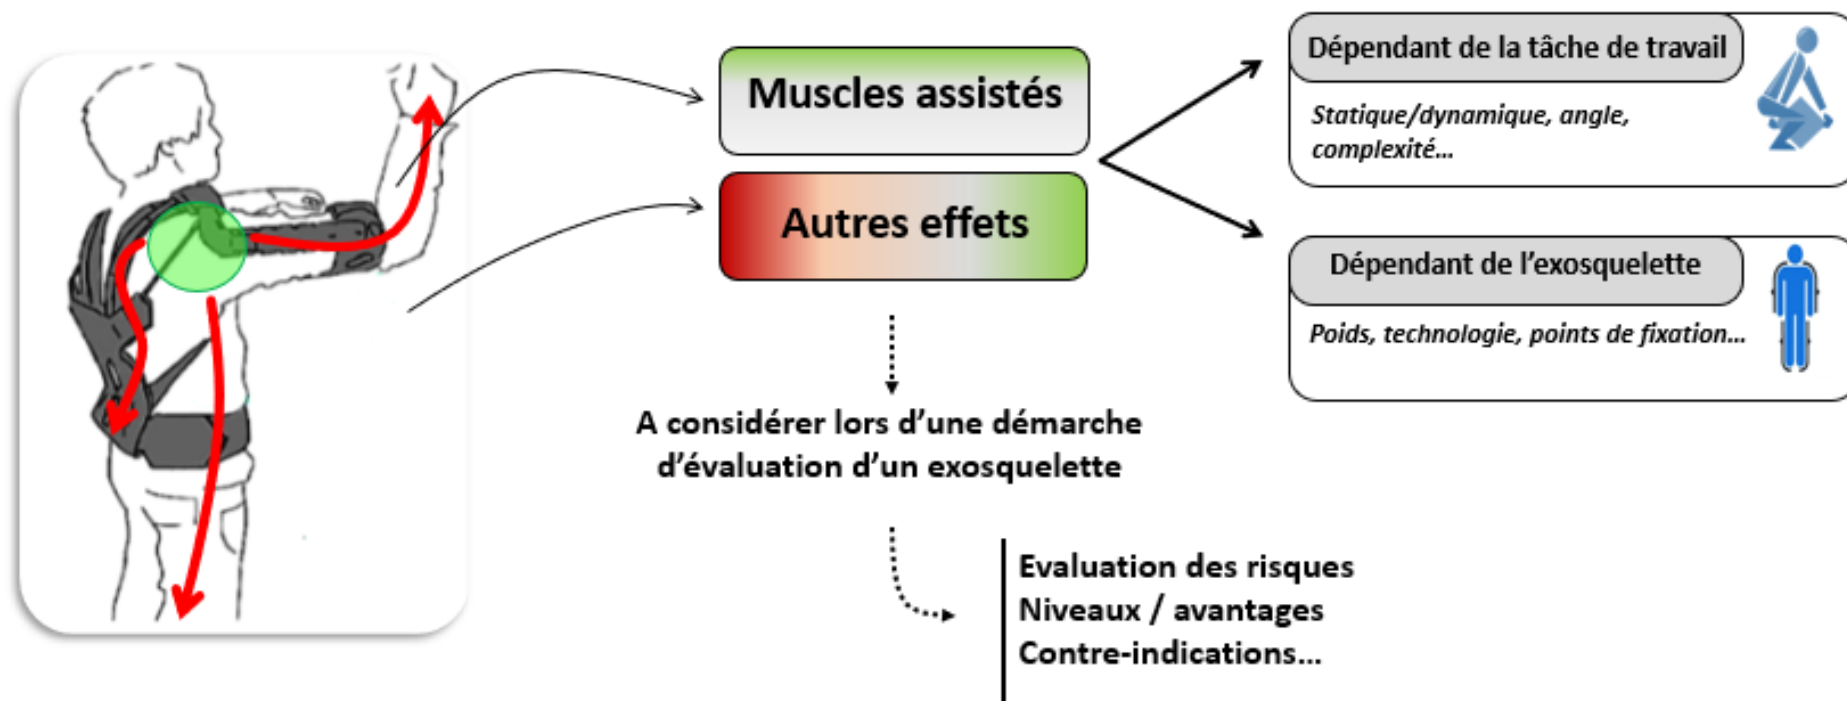 Muscles assistés
Autres effets
A considérer lors d’une démarche
d’évaluation d’un exosquelette
Evaluation des risques
Niveaux / avantages
Contre-indications...
Dépendant de la tâche de travail
Statique/dynamique, angle,
complexité...
Dépendant de l’exosquelette
Poids, technologie, points de fixation...